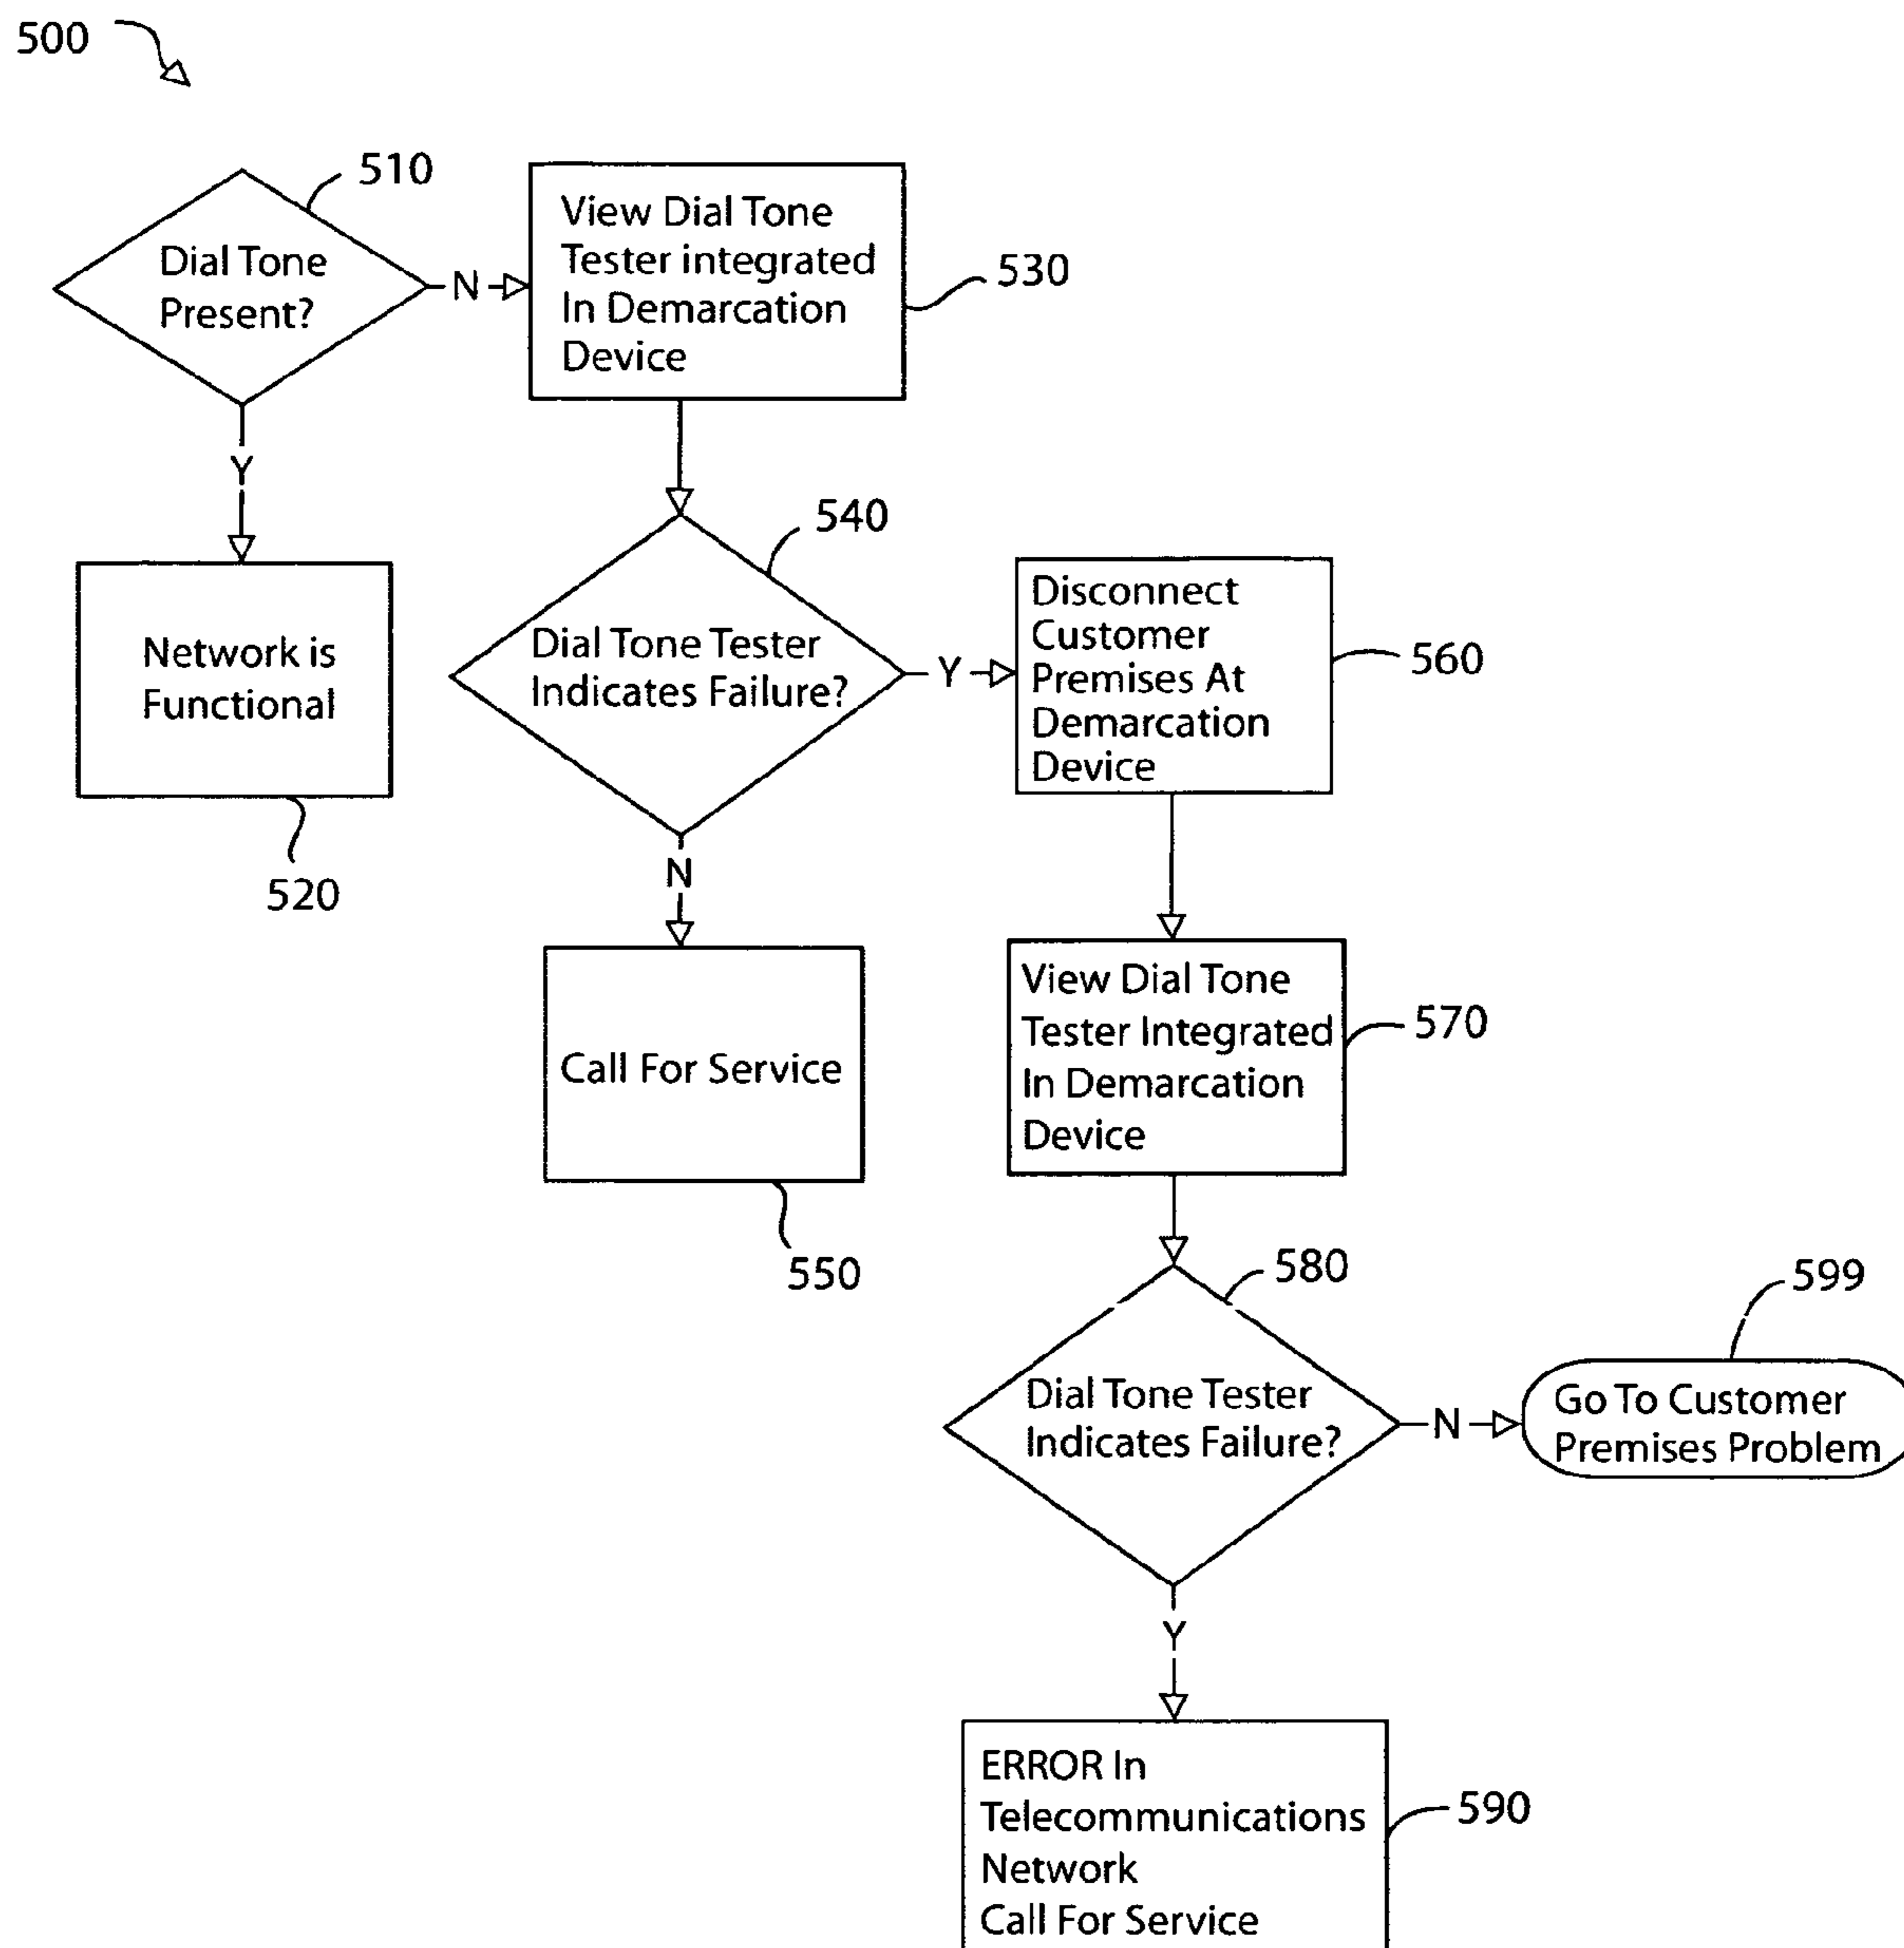 500
510
Dial Tone
Present?
N
View Dial Tone
Tester integrated
In Demarcation
Device
530
Y
Network is
Functional
520
540
Dial Tone Tester
Indicates Failure?
Y
Disconnect
Customer
Premises At
Demarcation
Device
560
N
Call For Service
550
View Dial Tone
Tester Integrated
In Demarcation
Device
570
580
Dial Tone Tester
Indicates Failure?
N
599
Go To Customer
Premises Problem
Y
ERROR In
Telecommunications
Network
Call For Service
590